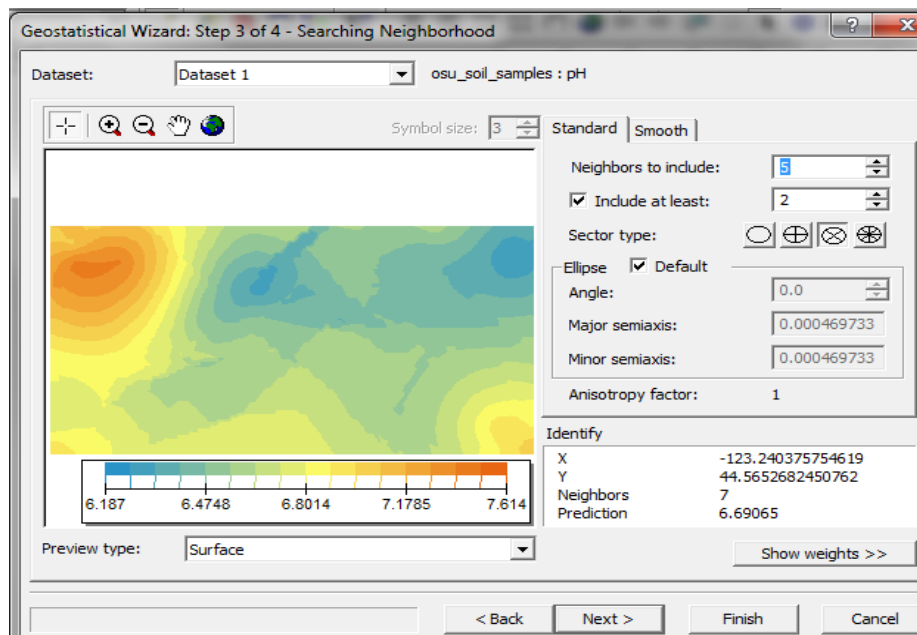 Geostatistical Wizard: Step 3 of 4 - Searching Neighborhood
Dataset: Dataset 1 osu_soil_samples : pH
Symbol size: 3
Standard Smooth
Neighbors to include: 5
Include at least: 2
Sector type:
Ellipse Default
Angle: 0.0
Major semiaxis: 0.000469733
Minor semiaxis: 0.000469733
Anisotropy factor: 1
6.187 6.4748 6.8014 7.1785 7.614
Identify
X -123.240375754619
Y 44.5652682450762
Neighbors 7
Prediction 6.69065
Preview type: Surface
Show weights >>
< Back Next > Finish Cancel